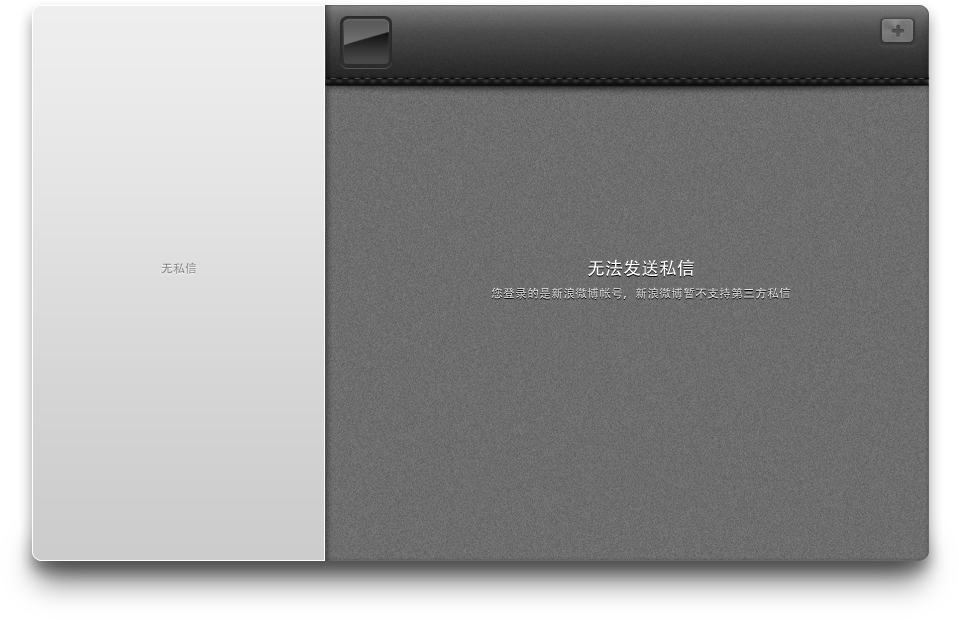 无私信
无法发送私信
您登录的是新浪微博帐号，新浪微博暂不支持第三方私信